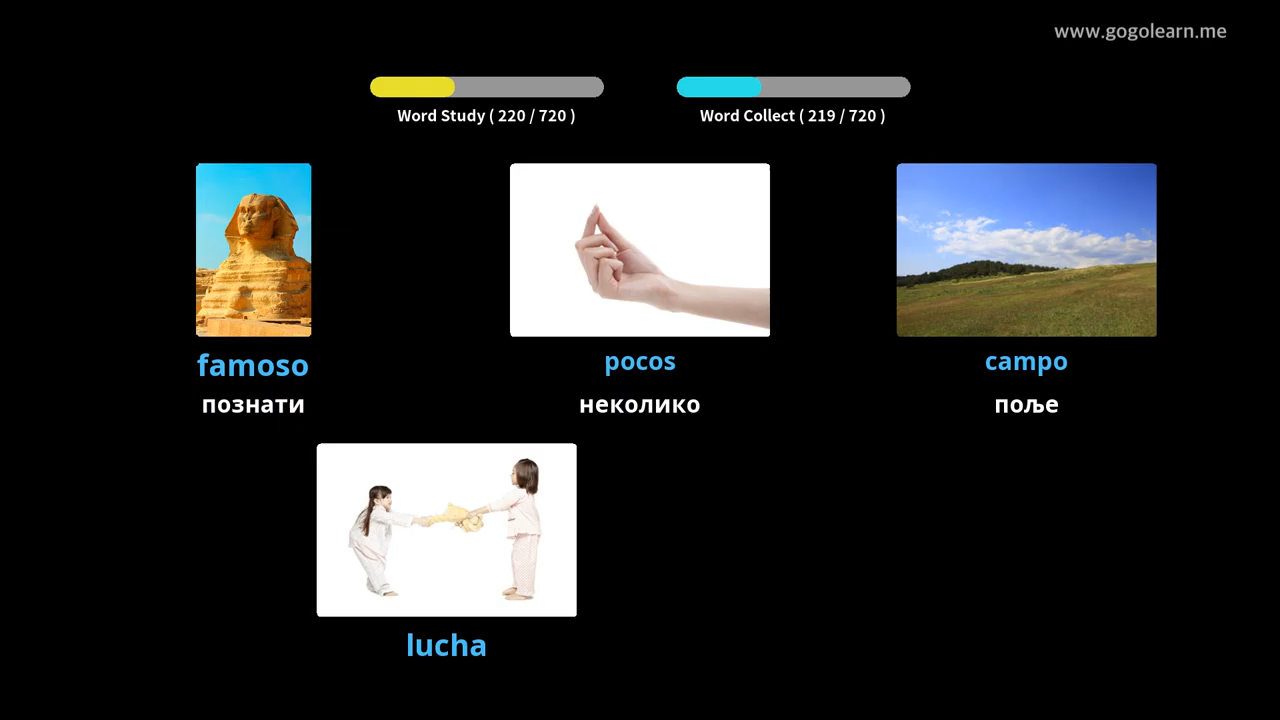 www.gogolearn.me
Word Study ( 220 / 720 )
Word Collect ( 219 / 720 )
famoso
познати
pocos
неколико
campo
поље
lucha